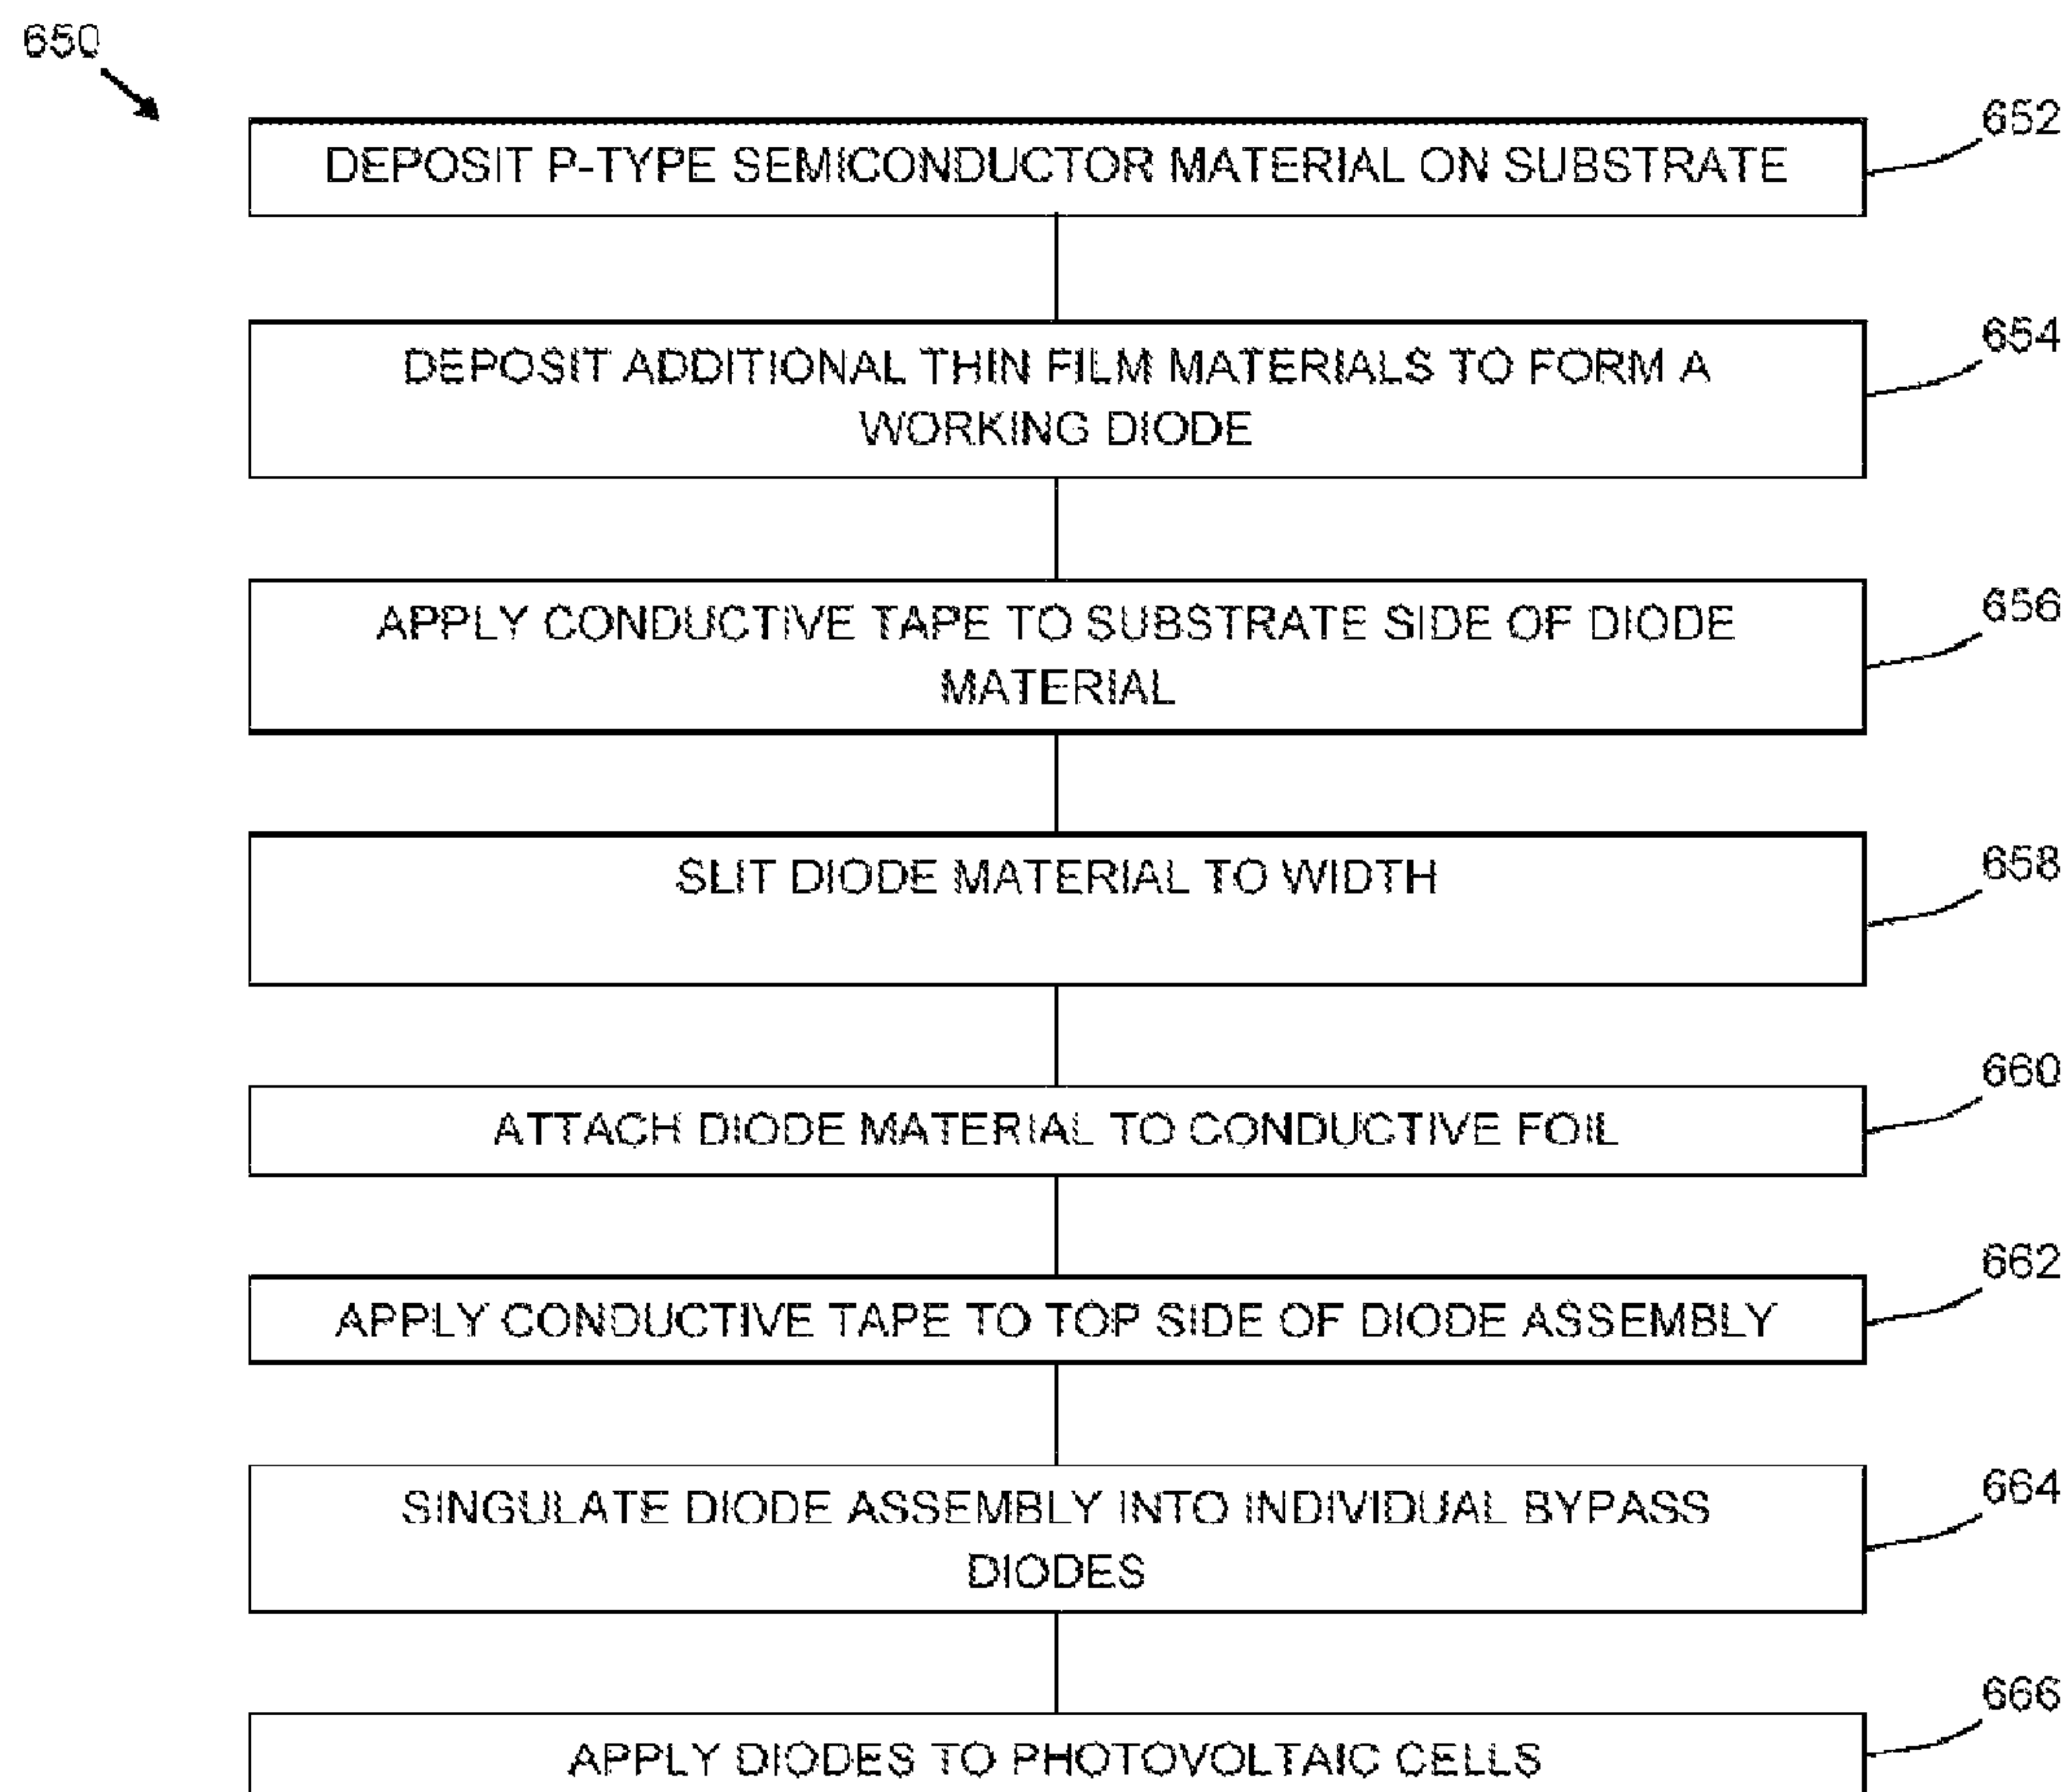 650
652
DEPOSIT P-TYPE SEMICONDUCTOR MATERIAL ON SUBSTRATE
654
DEPOSIT ADDITIONAL THIN FILM MATERIALS TO FORM A
WORKING DIODE
656
APPLY CONDUCTIVE TAPE TO SUBSTRATE SIDE OF DIODE
MATERIAL
658
SLIT DIODE MATERIAL TO WIDTH
660
ATTACH DIODE MATERIAL TO CONDUCTIVE FOIL
662
APPLY CONDUCTIVE TAPE TO TOP SIDE OF DIODE ASSEMBLY
664
SINGULATE DIODE ASSEMBLY INTO INDIVIDUAL BYPASS
DIODES
666
APPLY DIODES TO PHOTOVOLTAIC CELLS